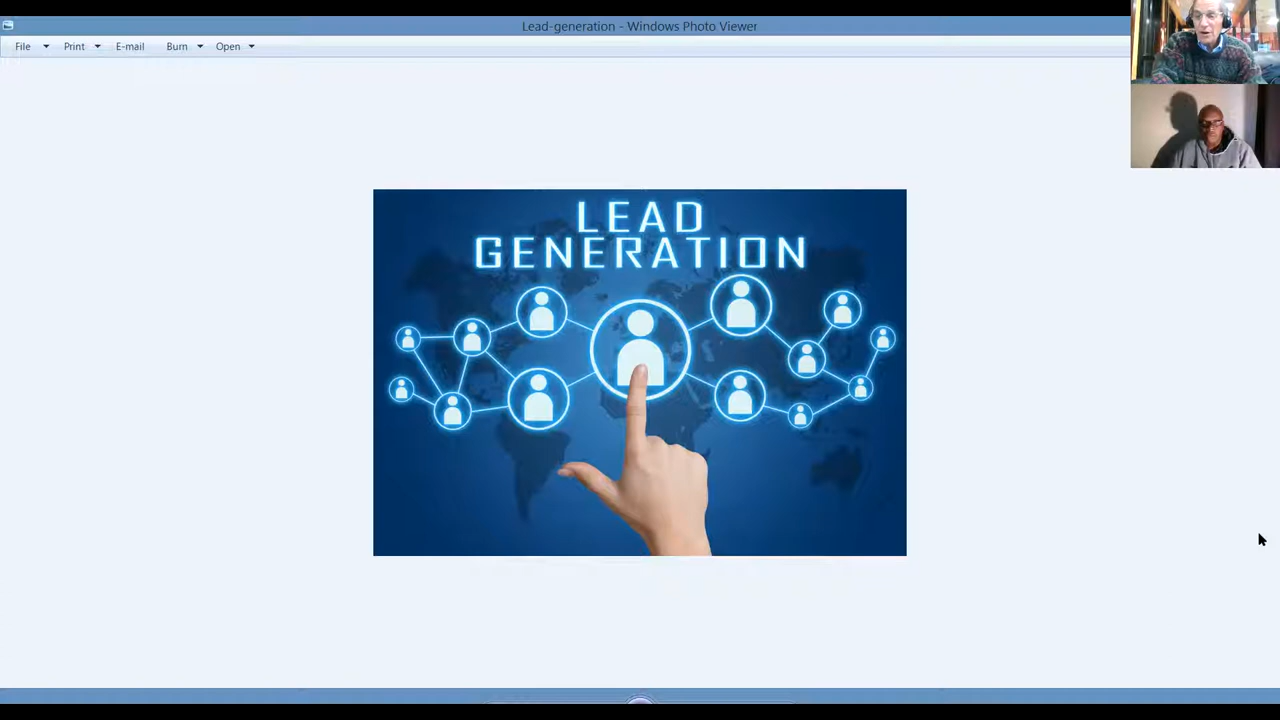 Lead-generation - Windows Photo Viewer
File Print E-mail Burn Open
LEAD
GENERATION